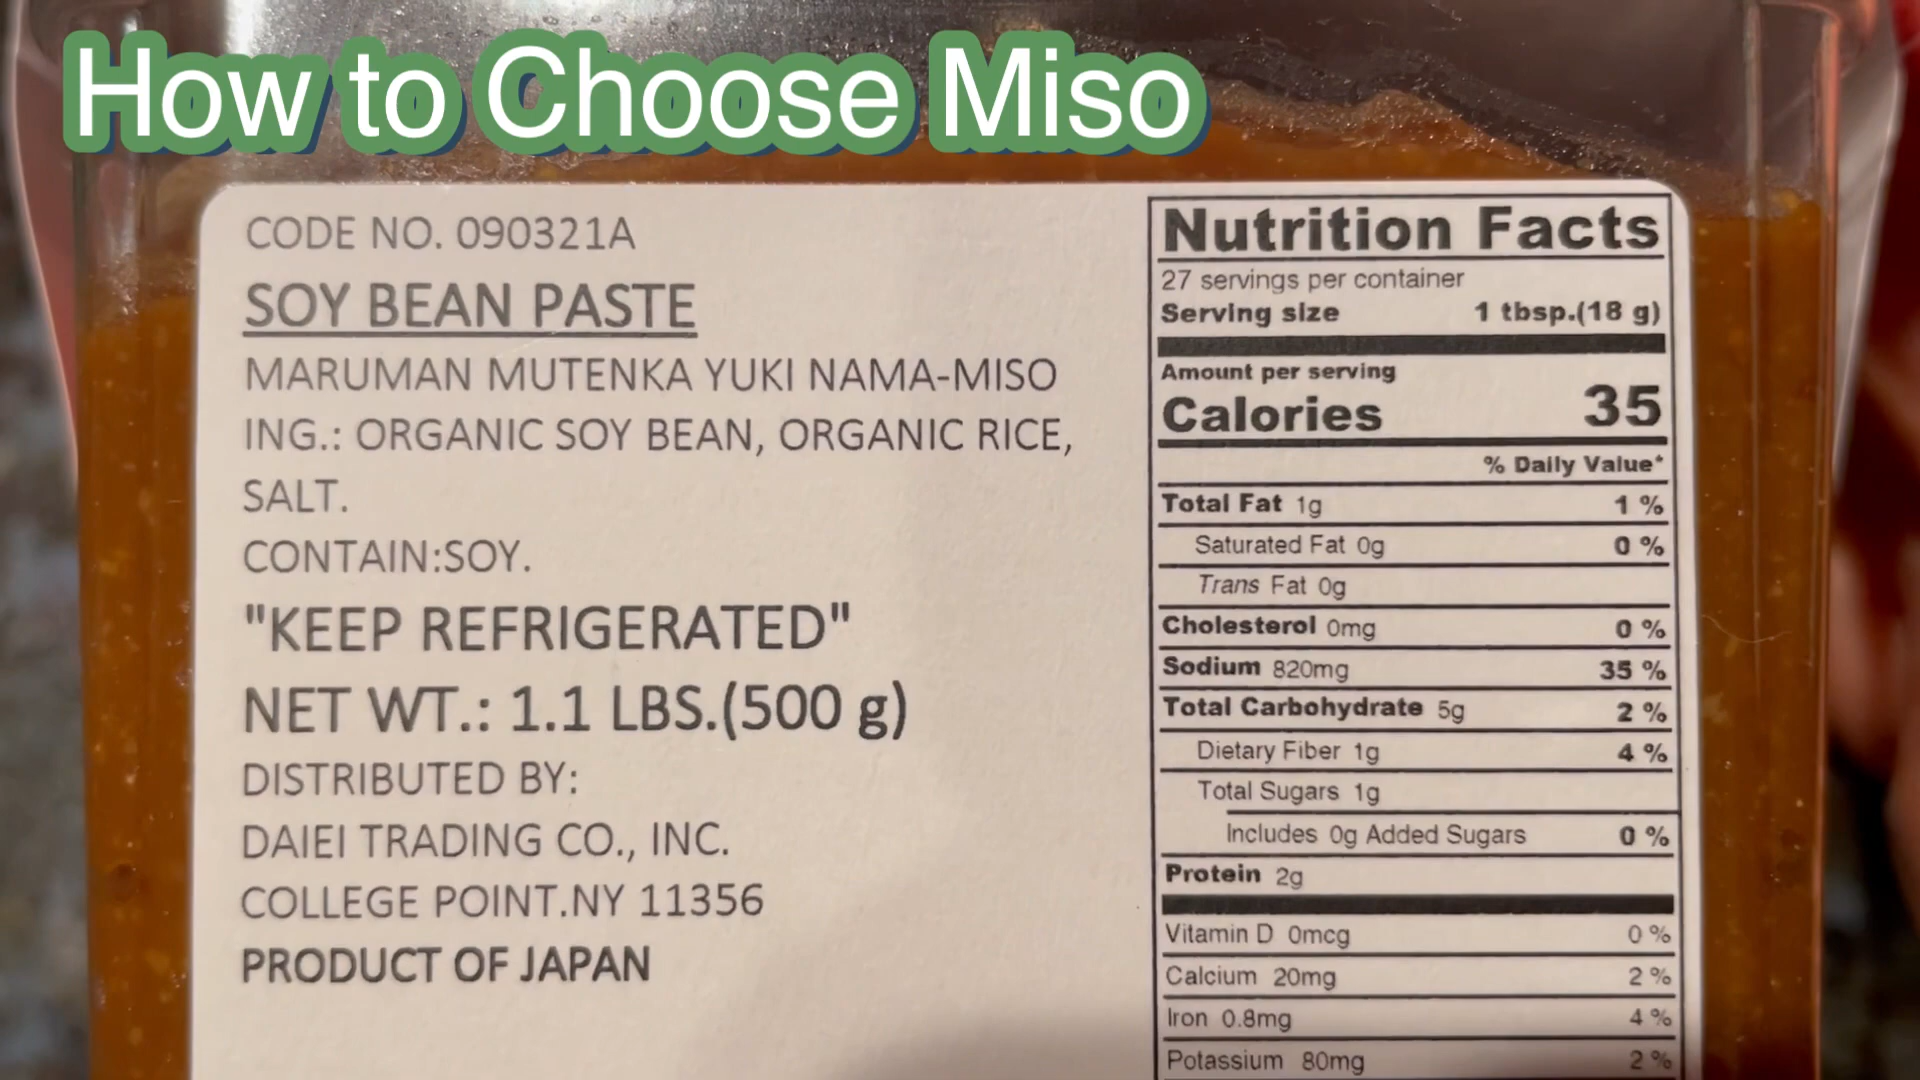 How to Choose Miso
CODE NO. 090321A
SOY BEAN PASTE
MARUMAN MUTENKA YUKI NAMA-MISO
ING.: ORGANIC SOY BEAN, ORGANIC RICE,
SALT.
CONTAIN:SOY.
"KEEP REFRIGERATED"
NET WT.: 1.1 LBS.(500 g)
DISTRIBUTED BY:
DAIEI TRADING CO., INC.
COLLEGE POINT.NY 11356
PRODUCT OF JAPAN
Nutrition Facts
27 servings per container
Serving size 1 tbsp.(18 g)
Amount per serving
Calories 35
% Daily Value*
Total Fat 1g 1 %
Saturated Fat 0g 0 %
Trans Fat 0g
Cholesterol 0mg 0 %
Sodium 820mg 35 %
Total Carbohydrate 5g 2 %
Dietary Fiber 1g 4 %
Total Sugars 1g
Includes 0g Added Sugars 0 %
Protein 2g
Vitamin D 0mcg 0 %
Calcium 20mg 2 %
Iron 0.8mg 4 %
Potassium 80mg 2 %